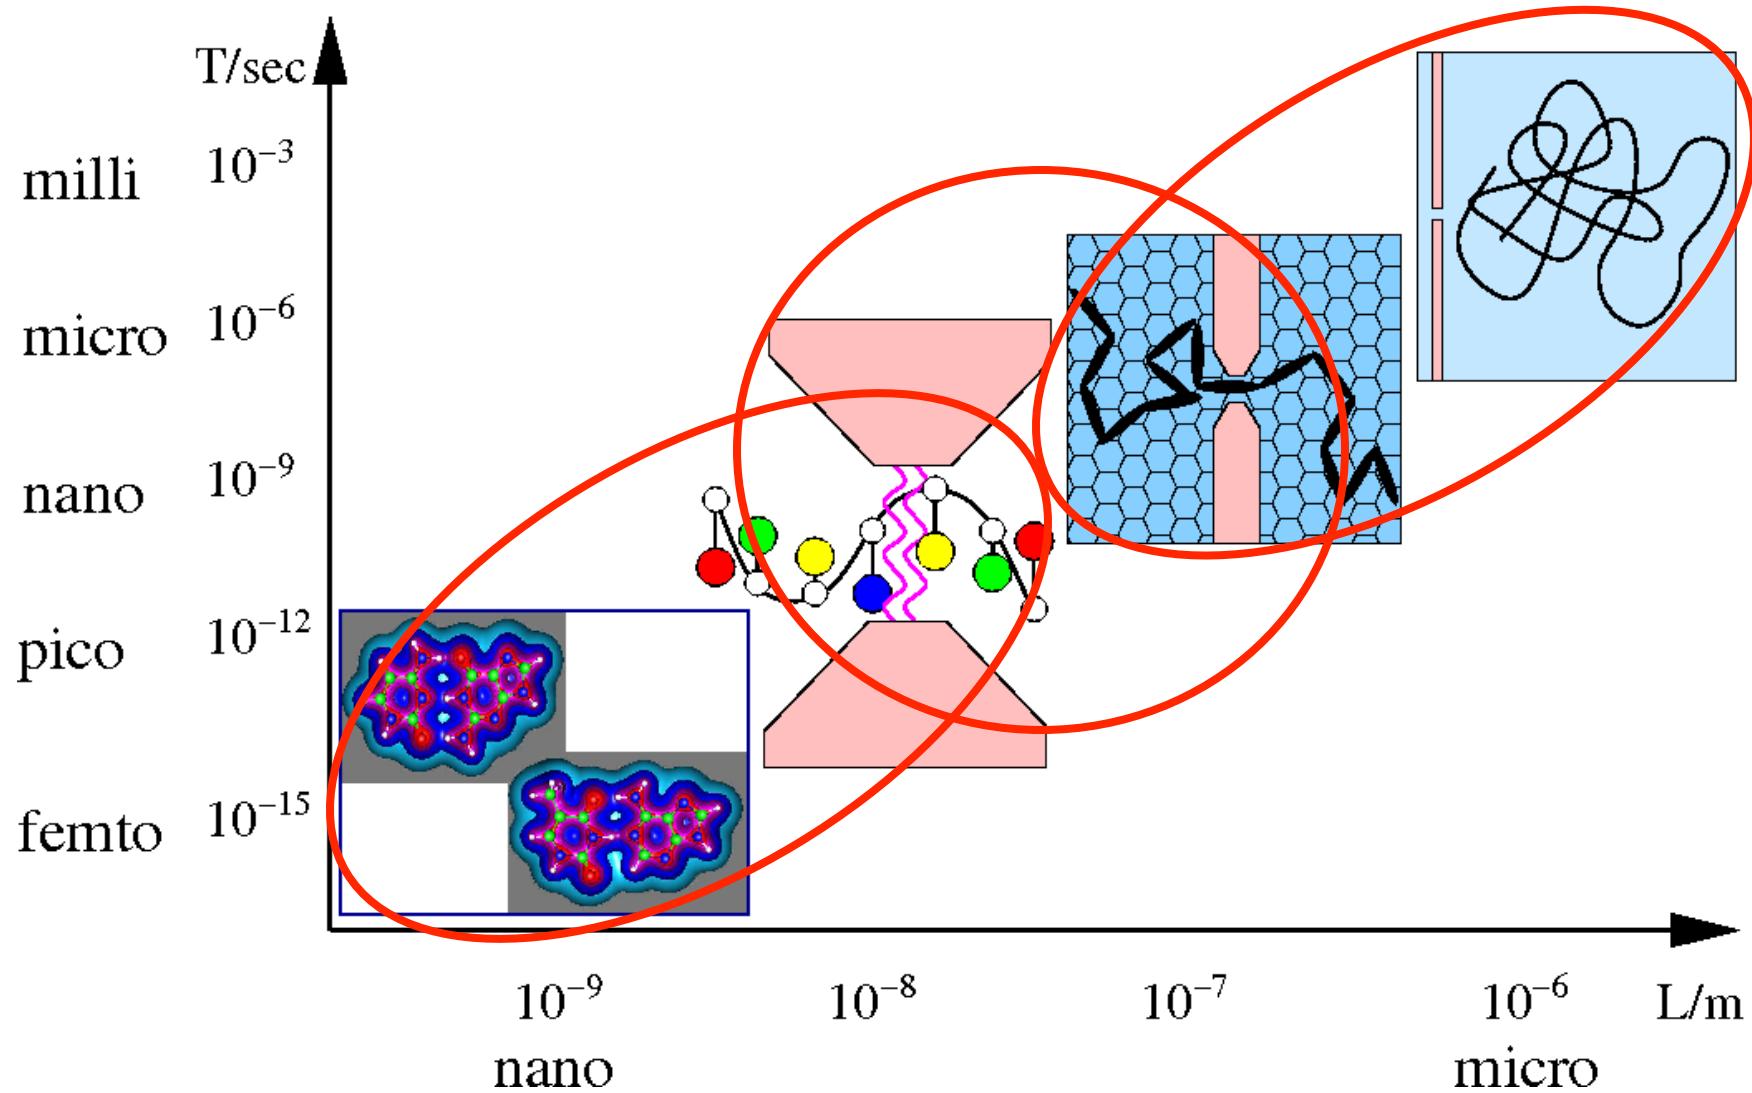 T/sec
milli 10⁻³
micro 10⁻⁶
nano 10⁻⁹
pico 10⁻¹²
femto 10⁻¹⁵
10⁻⁹ 10⁻⁸ 10⁻⁷ 10⁻⁶ L/m
nano micro